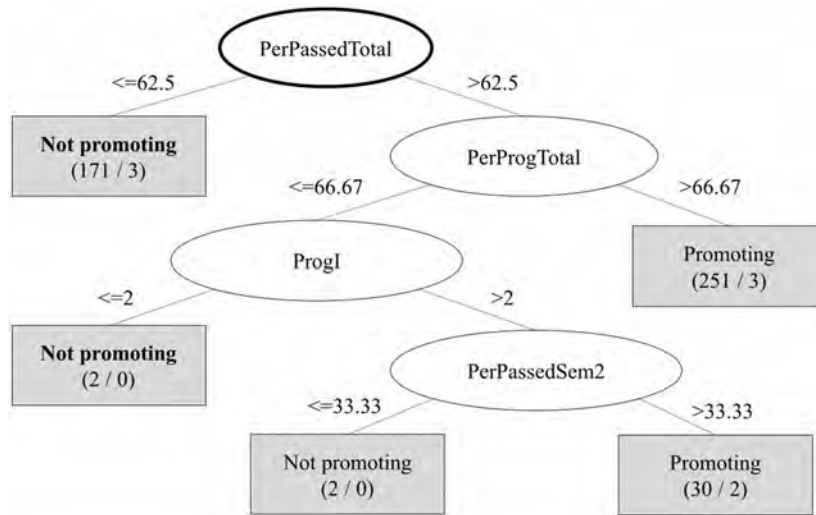 PerPassedTotal
<=62.5
>62.5
Not promoting
(171 / 3)
PerProgTotal
<=66.67
>66.67
ProgI
Promoting
(251 / 3)
<=2
>2
Not promoting
(2 / 0)
PerPassedSem2
<=33.33
>33.33
Not promoting
(2 / 0)
Promoting
(30 / 2)